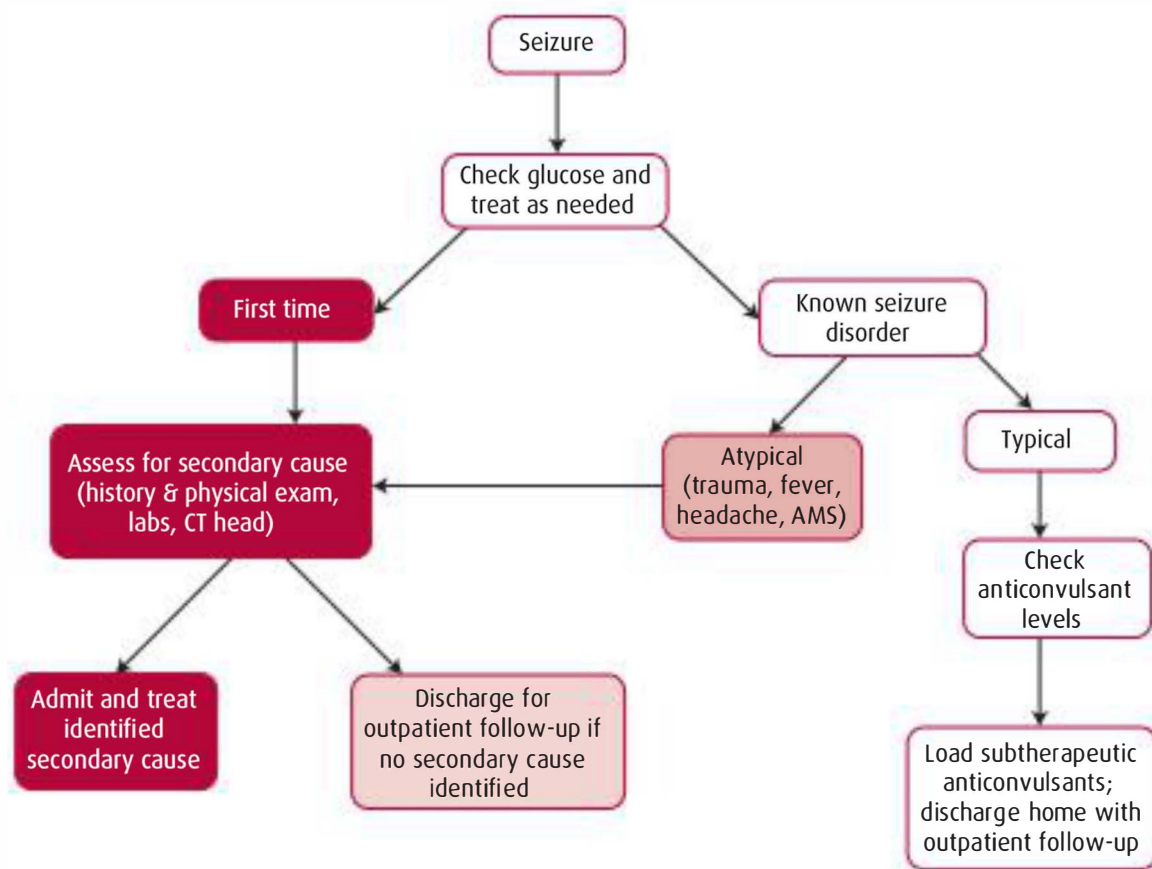 Seizure
Check glucose and
treat as needed
First time
Known seizure
disorder
Assess for secondary cause
(history & physical exam,
labs, CT head)
Atypical
(trauma, fever,
headache, AMS)
Typical
Check
anticonvulsant
levels
Admit and treat
identified
secondary cause
Discharge for
outpatient follow-up if
no secondary cause
identified
Load subtherapeutic
anticonvulsants;
discharge home with
outpatient follow-up